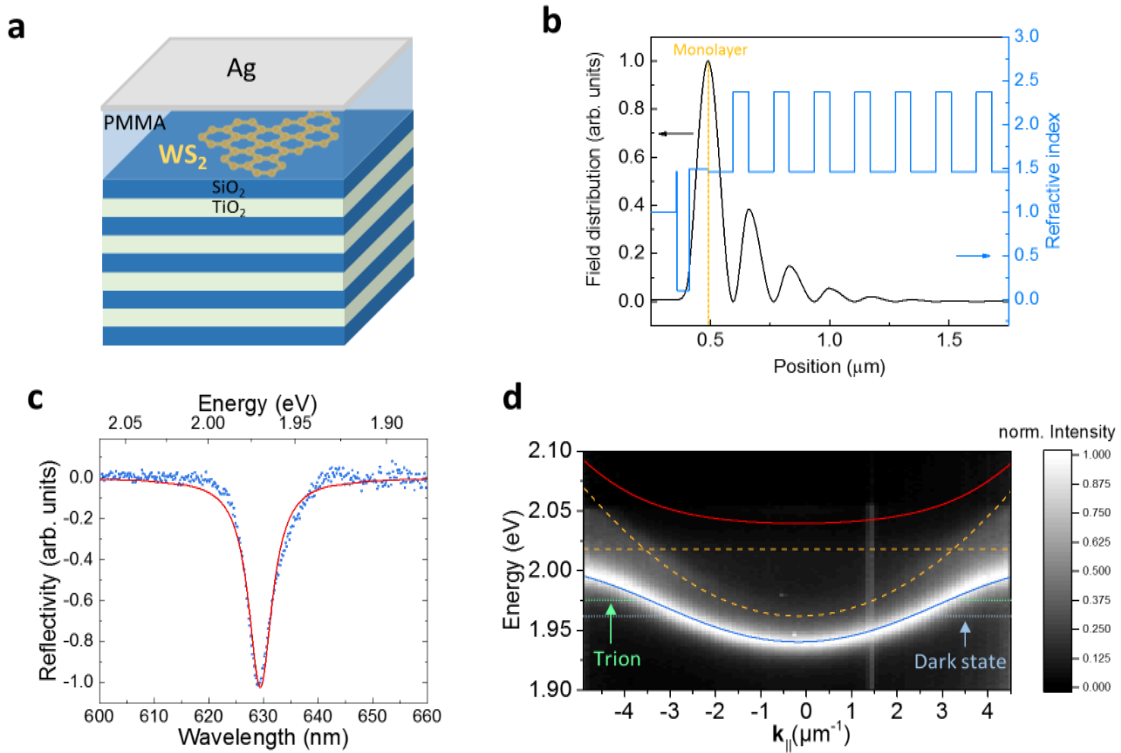 a
Ag
PMMA
WS₂
SiO₂
TiO₂
b
Monolayer
Field distribution (arb. units)
1.0
0.8
0.6
0.4
0.2
0.0
0.5 1.0 1.5
Position (μm)
3.0
2.5
2.0
1.5
1.0
0.5
0.0
Refractive index
c
Energy (eV)
2.05 2.00 1.95 1.90
Reflectivity (arb. units)
0.0
-0.2
-0.4
-0.6
-0.8
-1.0
600 610 620 630 640 650 660
Wavelength (nm)
d
Energy (eV)
2.10
2.05
2.00
1.95
1.90
Trion
Dark state
-4 -3 -2 -1 0 1 2 3 4
k||(μm⁻¹)
norm. Intensity
1.000
0.875
0.750
0.625
0.500
0.375
0.250
0.125
0.000